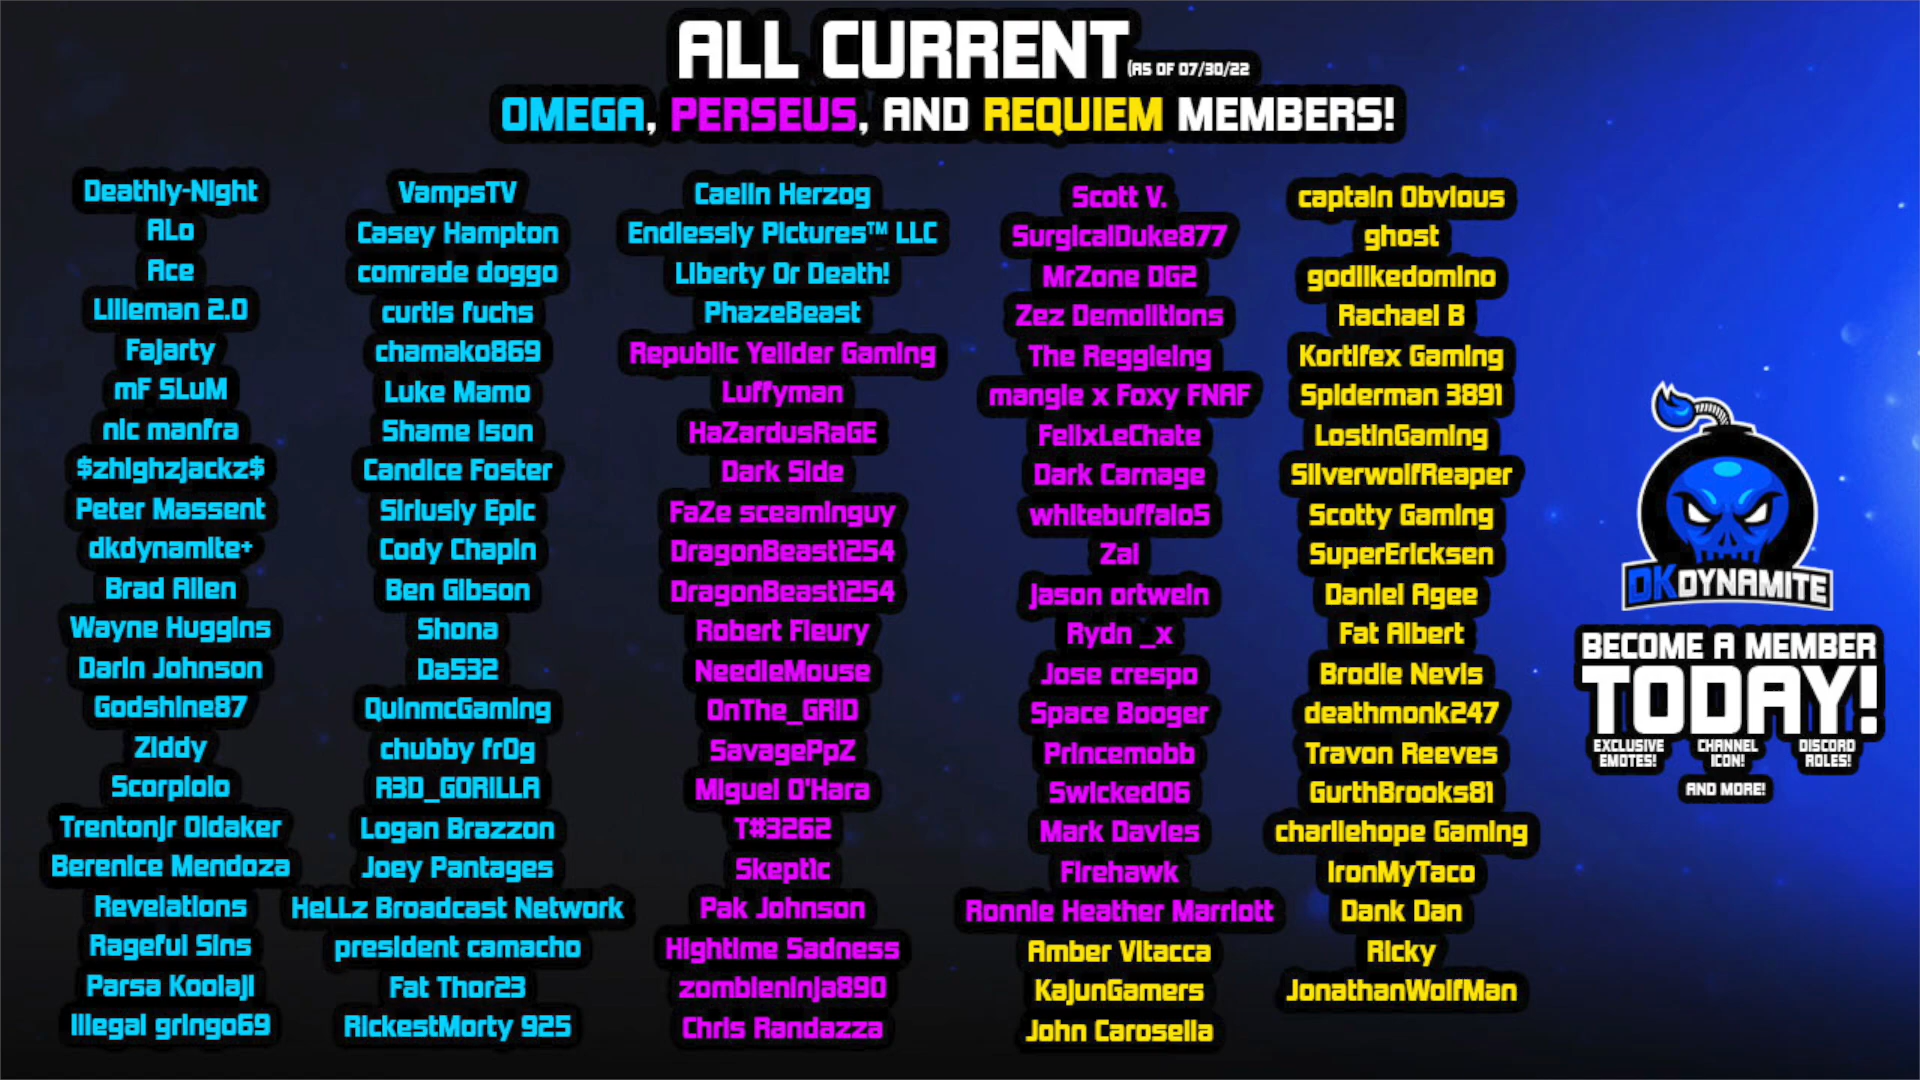 ALL CURRENT (AS OF 07/30/22
OMEGA, PERSEUS, AND REQUIEM MEMBERS!
Deathly-Night
ALo
Ace
Lilleman 2.0
Fajarty
mF SLuM
nic manfra
$zhighzjackz$
Peter Massent
dkdynamite+
Brad Allen
Wayne Huggins
Darin Johnson
Godshine87
Ziddy
Scorpiolo
Trentonjr Oldaker
Berenice Mendoza
Revelations
Rageful Sins
Parsa Koolaji
Illegal gringo69
VampsTV
Casey Hampton
comrade doggo
curtis fuchs
chamako869
Luke Mamo
Shame Ison
Candice Foster
Siriusly Epic
Cody Chapin
Ben Gibson
Shona
Da532
QuinmcGaming
chubby fr0g
R3D_GORILLA
Logan Brazzon
Joey Pantages
HeLLz Broadcast Network
president camacho
Fat Thor23
RickestMorty 925
Caelin Herzog
Endlessly Pictures™ LLC
Liberty Or Death!
PhazeBeast
Republic Yelider Gaming
Luffyman
HaZardusRaGE
Dark Side
FaZe sceaminguy
DragonBeast1254
DragonBeast1254
Robert Fleury
NeedleMouse
OnThe_GRID
SavagePpZ
Miguel O'Hara
T#3262
Skept1c
Pak Johnson
Hightime Sadness
zombieninja890
Chris Randazza
Scott V.
SurgicalDuke877
MrZone DG2
Zez Demolitions
The Reggieing
mangle x Foxy FNAF
FelixLeChate
Dark Carnage
whitebuffalo5
Zai
jason ortwein
Rydn _x
Jose crespo
Space Booger
Princemobb
Swicked06
Mark Davies
Firehawk
Ronnie Heather Marriott
Amber Vitacca
KajunGamers
John Carosella
captain Obvious
ghost
godlikedomino
Rachael B
Kortifex Gaming
Spiderman 3891
LostInGaming
SilverwolfReaper
Scotty Gaming
SuperEricksen
Daniel Agee
Fat Albert
Brodie Nevis
deathmonk247
Travon Reeves
GurthBrooks81
charliehope Gaming
IronMyTaco
Dank Dan
Ricky
JonathanWolfMan
DKDYNAMITE
BECOME A MEMBER
TODAY!
EXCLUSIVE EMOTES!
CHANNEL ICON!
DISCORD ROLES!
AND MORE!